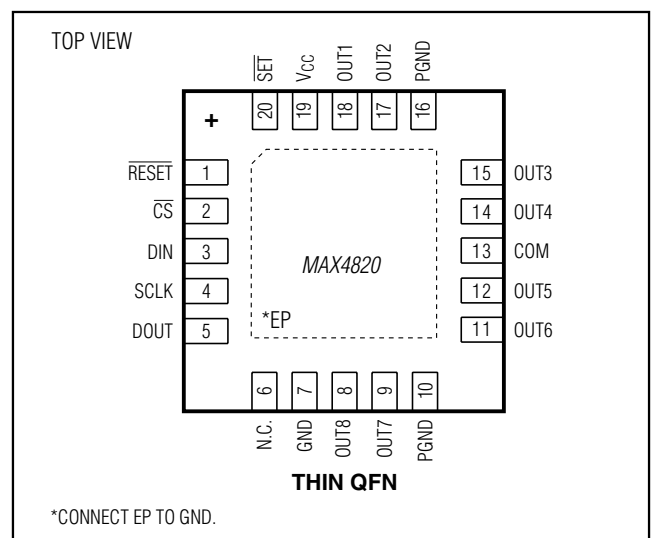 TOP VIEW
SET
VCC
OUT1
OUT2
PGND
20
19
18
17
16
+
RESET
1
15
OUT3
CS
2
14
OUT4
DIN
3
MAX4820
13
COM
SCLK
4
12
OUT5
DOUT
5
*EP
11
OUT6
6
7
8
9
10
N.C.
GND
OUT8
OUT7
PGND
THIN QFN
*CONNECT EP TO GND.